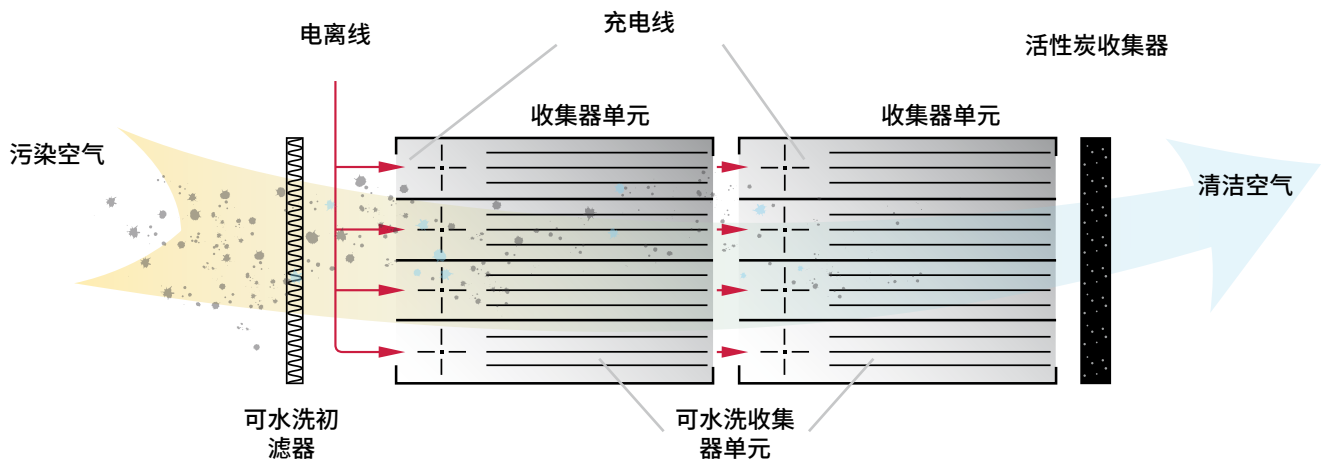 充电线
电离线
活性炭收集器
收集器单元
收集器单元
污染空气
清洁空气
可水洗初
滤器
可水洗收集
器单元